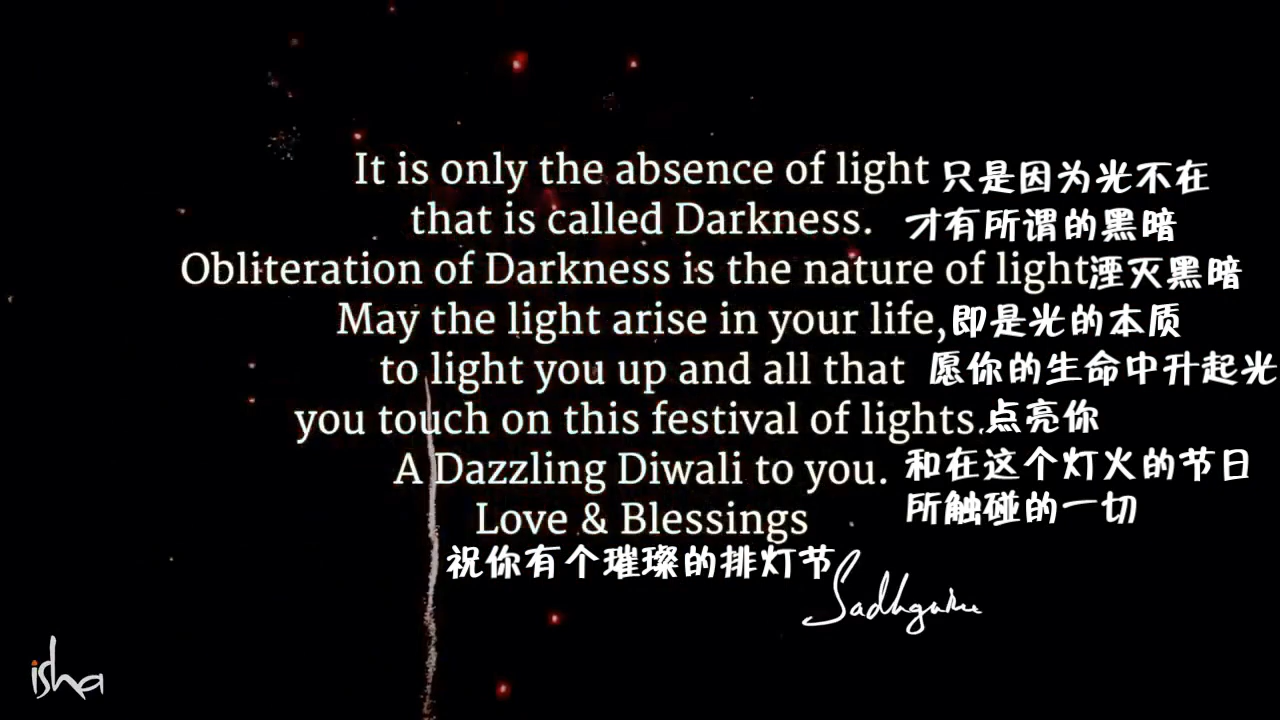 It is only the absence of light 只是因为光不在
that is called Darkness. 才有所谓的黑暗
Obliteration of Darkness is the nature of light 湮灭黑暗
May the light arise in your life, 即是光的本质
to light you up and all that 愿你的生命中升起光
you touch on this festival of lights. 点亮你
A Dazzling Diwali to you. 和在这个灯火的节日
Love & Blessings 所触碰的一切
祝你有个璀璨的排灯节
Sadhguru
isha